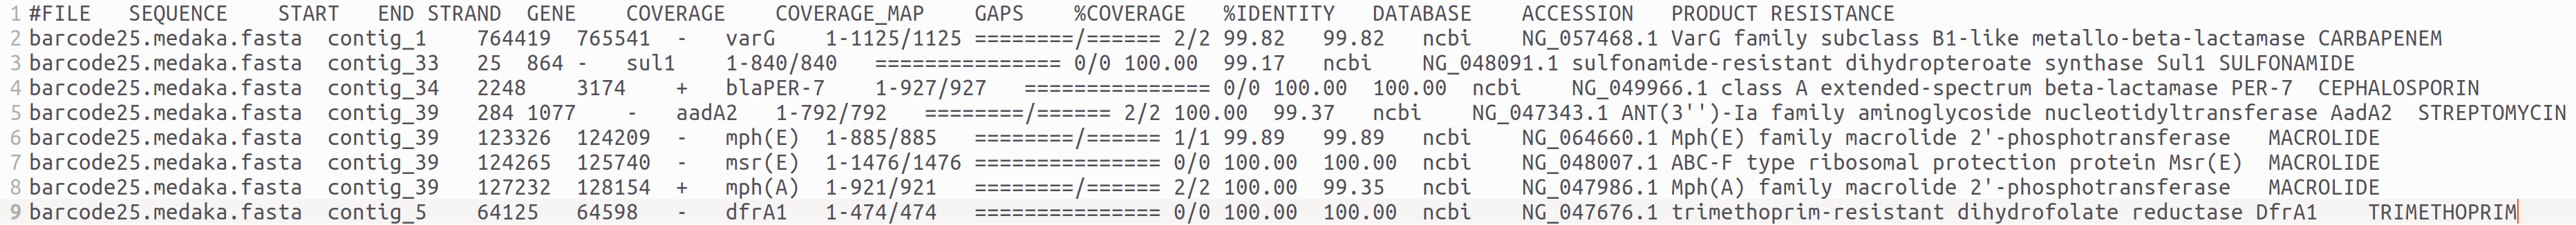 1 #FILE SEQUENCE START END STRAND GENE COVERAGE COVERAGE_MAP GAPS %COVERAGE %IDENTITY DATABASE ACCESSION PRODUCT RESISTANCE
2 barcode25.medaka.fasta contig_1 764419 765541 - varG 1-1125/1125 ========/====== 2/2 99.82 99.82 ncbi NG_057468.1 VarG family subclass B1-like metallo-beta-lactamase CARBAPENEM
3 barcode25.medaka.fasta contig_33 25 864 - sul1 1-840/840 =============== 0/0 100.00 99.17 ncbi NG_048091.1 sulfonamide-resistant dihydropteroate synthase Sul1 SULFONAMIDE
4 barcode25.medaka.fasta contig_34 2248 3174 + blaPER-7 1-927/927 =============== 0/0 100.00 100.00 ncbi NG_049966.1 class A extended-spectrum beta-lactamase PER-7 CEPHALOSPORIN
5 barcode25.medaka.fasta contig_39 284 1077 - aadA2 1-792/792 ========/====== 2/2 100.00 99.37 ncbi NG_047343.1 ANT(3'')-Ia family aminoglycoside nucleotidyltransferase AadA2 STREPTOMYCIN
6 barcode25.medaka.fasta contig_39 123326 124209 - mph(E) 1-885/885 ========/====== 1/1 99.89 99.89 ncbi NG_064660.1 Mph(E) family macrolide 2'-phosphotransferase MACROLIDE
7 barcode25.medaka.fasta contig_39 124265 125740 - msr(E) 1-1476/1476 =============== 0/0 100.00 100.00 ncbi NG_048007.1 ABC-F type ribosomal protection protein Msr(E) MACROLIDE
8 barcode25.medaka.fasta contig_39 127232 128154 + mph(A) 1-921/921 ========/====== 2/2 100.00 99.35 ncbi NG_047986.1 Mph(A) family macrolide 2'-phosphotransferase MACROLIDE
9 barcode25.medaka.fasta contig_5 64125 64598 - dfrA1 1-474/474 =============== 0/0 100.00 100.00 ncbi NG_047676.1 trimethoprim-resistant dihydrofolate reductase DfrA1 TRIMETHOPRIM